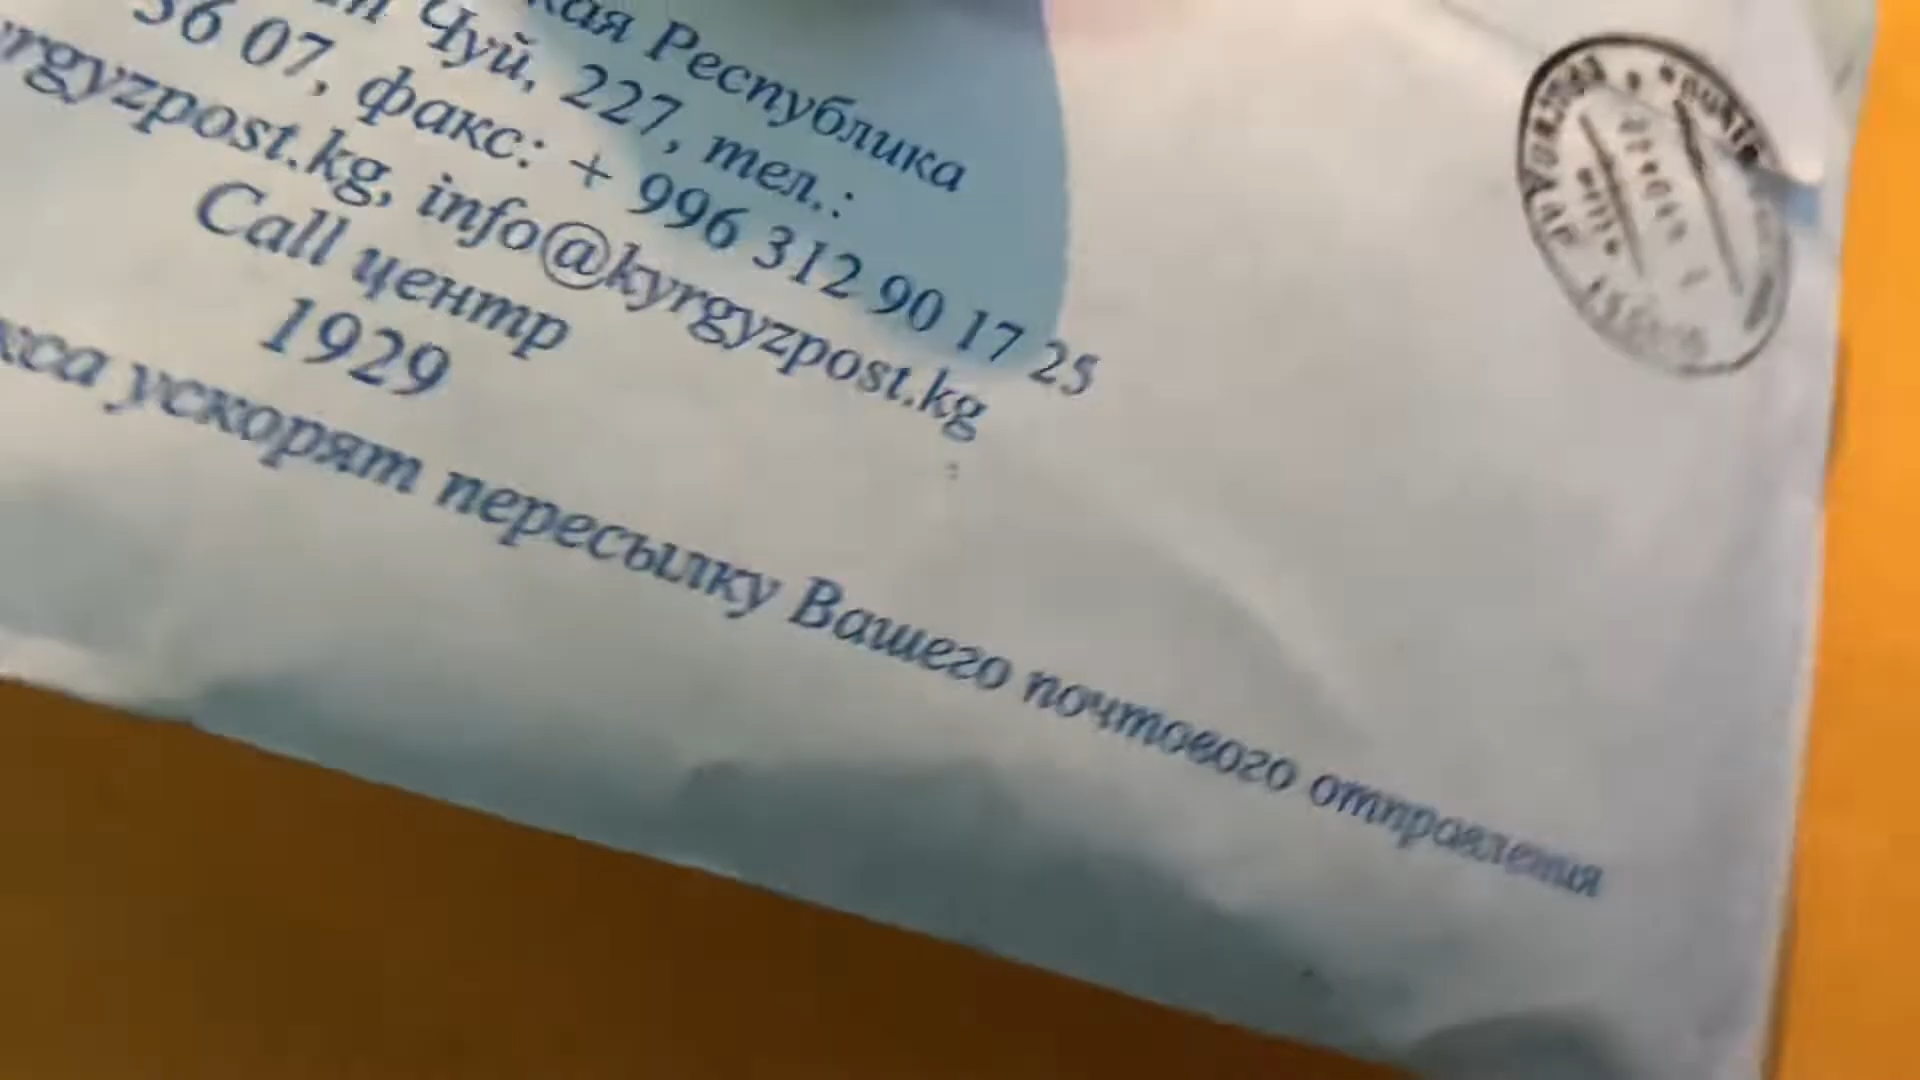 кая Республика
Чуй, 227, тел.:
36 07, факс: + 996 312 90 17 25
rgyzpost.kg, info@kyrgyzpost.kg
Call центр
1929
кса ускорят пересылку Вашего почтового отправления